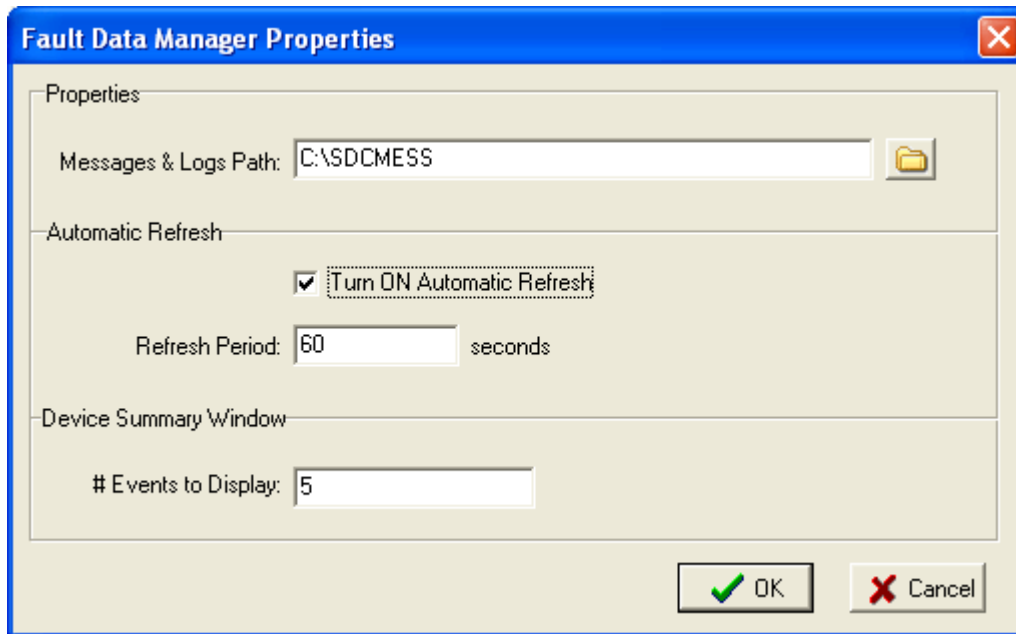 Fault Data Manager Properties
Properties
Messages & Logs Path: C:\SDCMESS
Automatic Refresh
Turn ON Automatic Refresh
Refresh Period: 60 seconds
Device Summary Window
# Events to Display: 5
OK Cancel